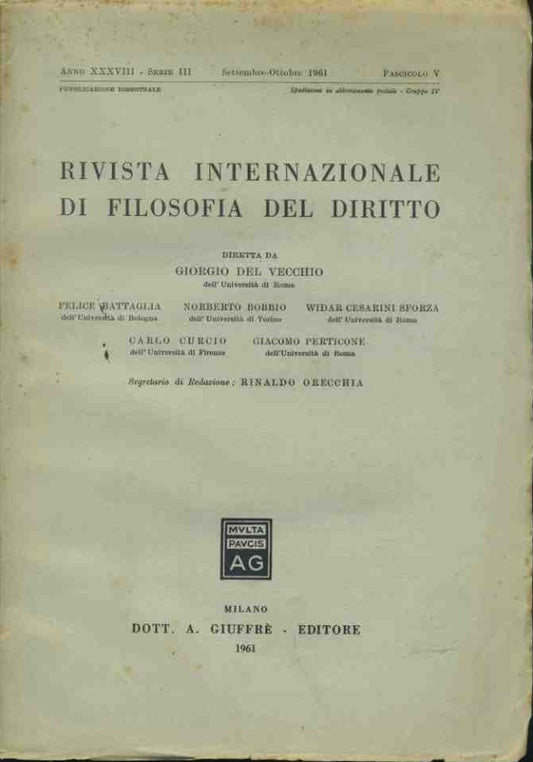 ANNO XXXVIII - SERIE III Settembre-Ottobre 1961 FASCICOLO V
PUBBLICAZIONE BIMESTRALE Spedizione in abbonamento postale - Gruppo IV
RIVISTA INTERNAZIONALE
DI FILOSOFIA DEL DIRITTO
DIRETTA DA
GIORGIO DEL VECCHIO
dell'Università di Roma
FELICE BATTAGLIA NORBERTO BOBBIO WIDAR CESARINI SFORZA
dell'Università di Bologna dell'Università di Torino dell'Università di Roma
CARLO CURCIO GIACOMO PERTICONE
dell'Università di Firenze dell'Università di Roma
Segretario di Redazione: RINALDO ORECCHIA
MVLTA
PAVCIS
AG
MILANO
DOTT. A. GIUFFRÈ - EDITORE
1961